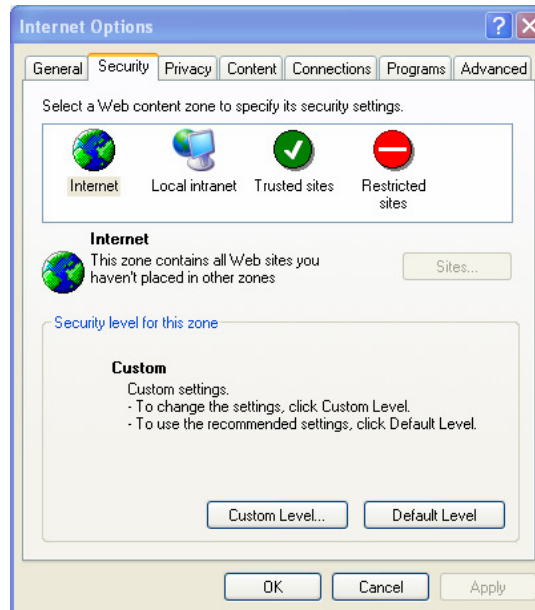 Internet Options
General Security Privacy Content Connections Programs Advanced
Select a Web content zone to specify its security settings.
Internet Local intranet Trusted sites Restricted sites
Internet
This zone contains all Web sites you
haven't placed in other zones
Sites...
Security level for this zone
Custom
Custom settings.
- To change the settings, click Custom Level.
- To use the recommended settings, click Default Level.
Custom Level... Default Level
OK Cancel Apply